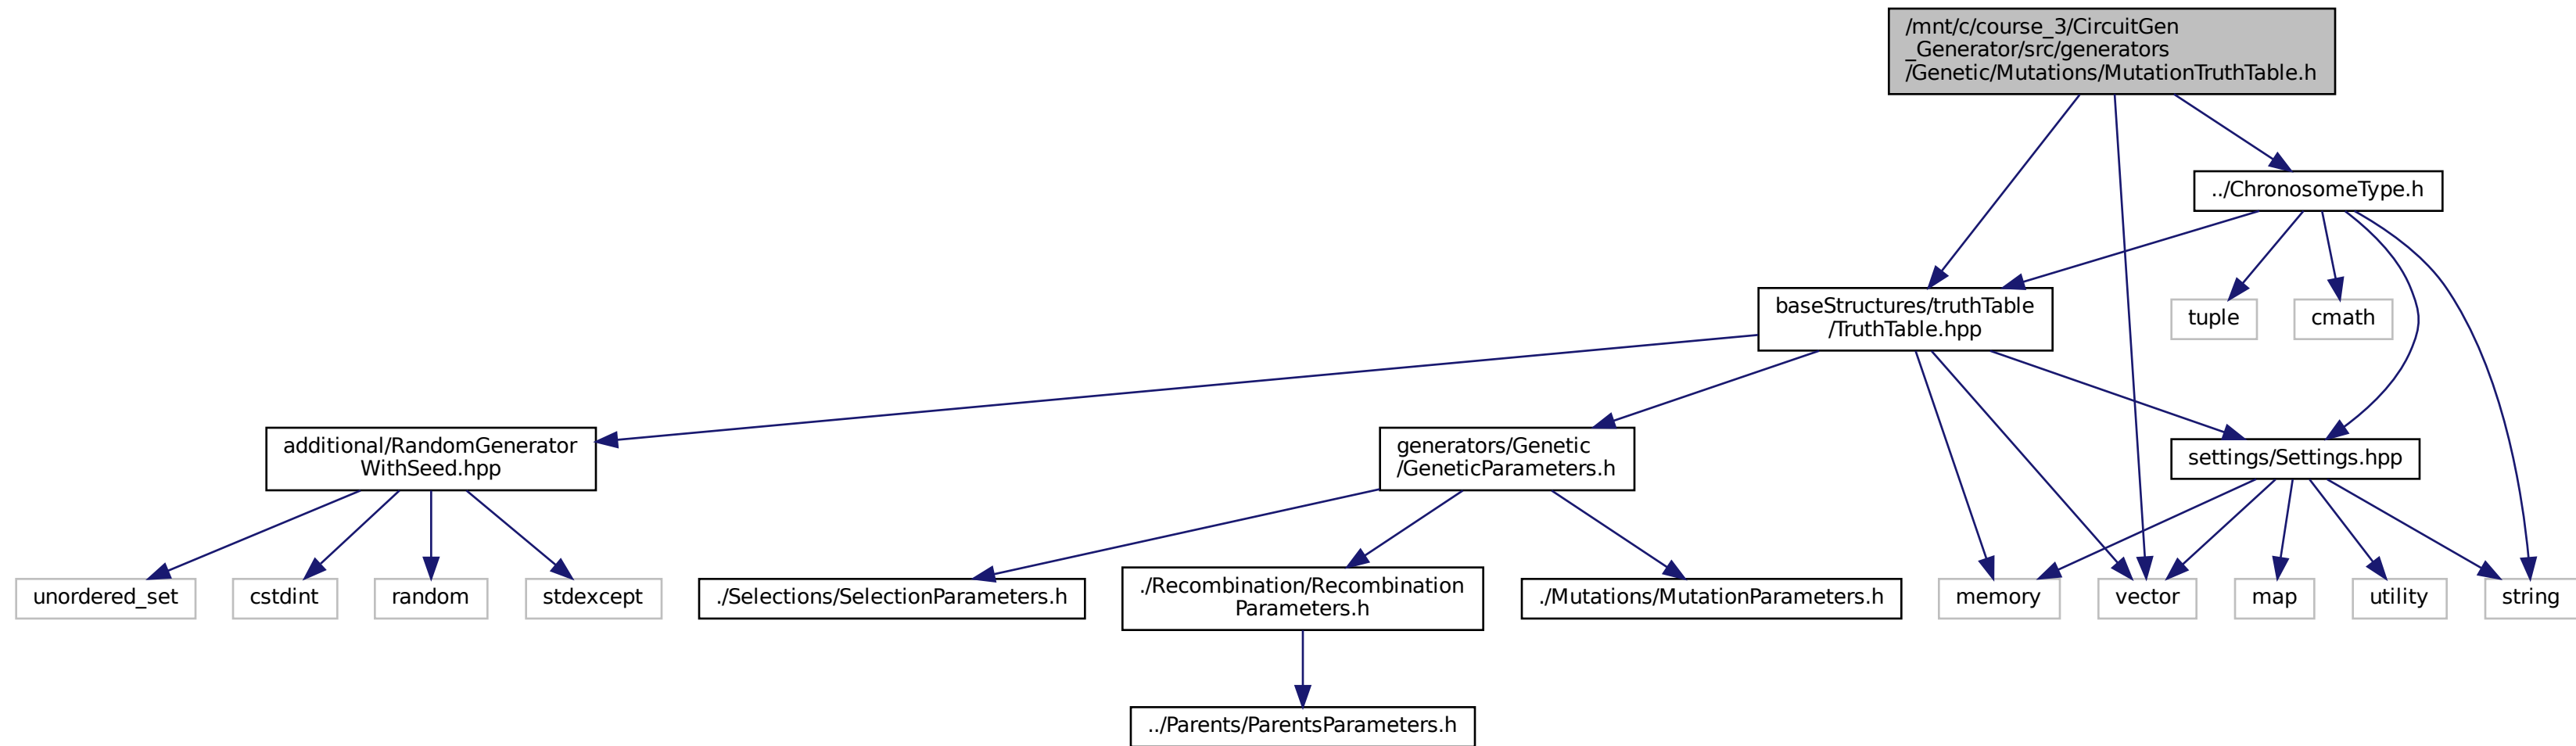 /mnt/c/course_3/CircuitGen
_Generator/src/generators
/Genetic/Mutations/MutationTruthTable.h
../ChronosomeType.h
baseStructures/truthTable
/TruthTable.hpp
tuple
cmath
additional/RandomGenerator
WithSeed.hpp
generators/Genetic
/GeneticParameters.h
settings/Settings.hpp
unordered_set
cstdint
random
stdexcept
./Selections/SelectionParameters.h
./Recombination/Recombination
Parameters.h
./Mutations/MutationParameters.h
memory
vector
map
utility
string
../Parents/ParentsParameters.h